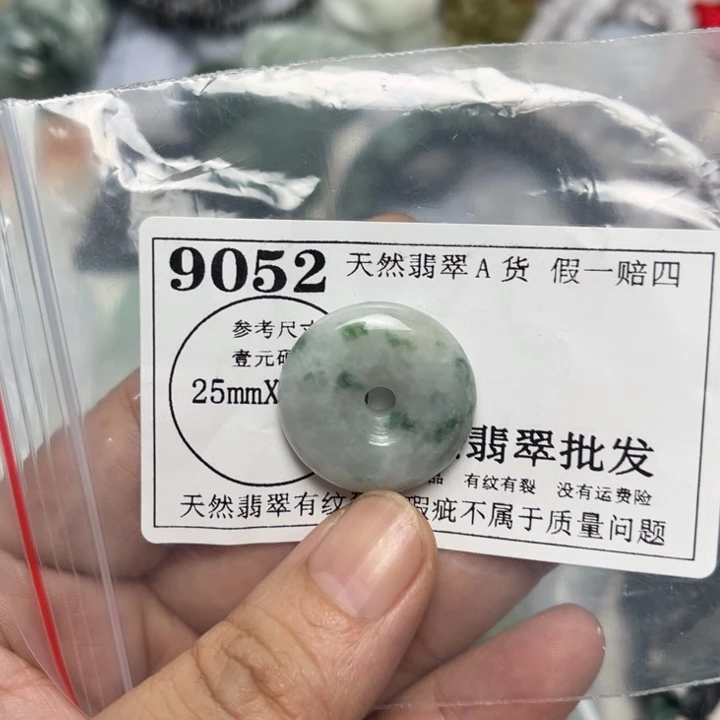 9052 天然翡翠A货 假一赔四
参考尺寸
壹元硬
25mmX
翡翠批发
品 有纹有裂 没有运费险
天然翡翠有纹 瑕疵不属于质量问题